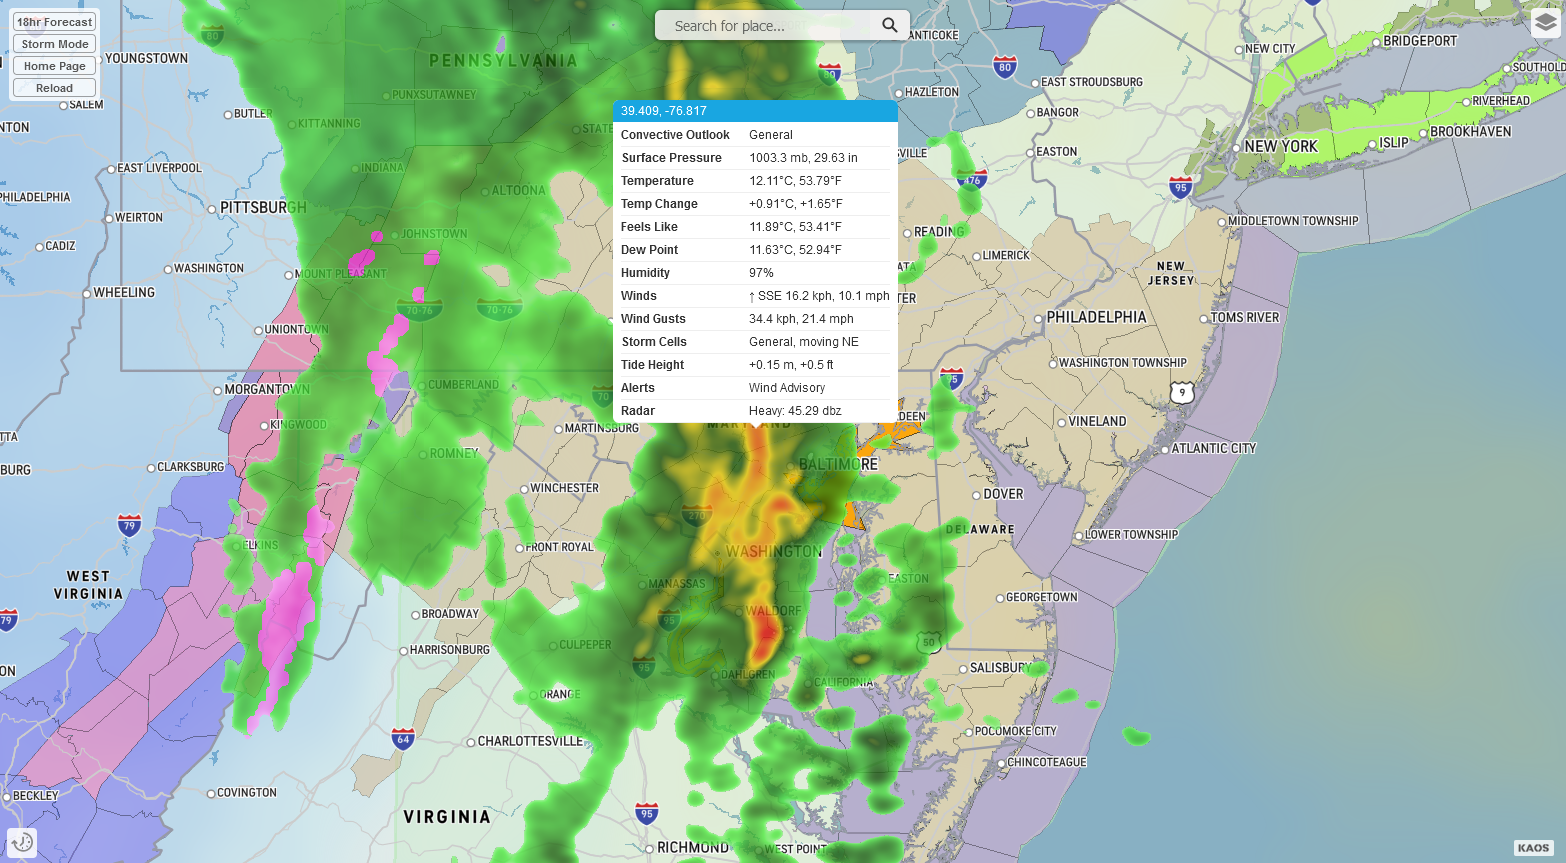 18hr Forecast
Storm Mode
Home Page
Reload
Search for place...
39.409, -76.817
Convective Outlook General
Surface Pressure 1003.3 mb, 29.63 in
Temperature 12.11°C, 53.79°F
Temp Change +0.91°C, +1.65°F
Feels Like 11.89°C, 53.41°F
Dew Point 11.63°C, 52.94°F
Humidity 97%
Winds ↑ SSE 16.2 kph, 10.1 mph
Wind Gusts 34.4 kph, 21.4 mph
Storm Cells General, moving NE
Tide Height +0.15 m, +0.5 ft
Alerts Wind Advisory
Radar Heavy: 45.29 dbz
80
ANTICOKE
NEW CITY
BRIDGEPORT
YOUNGSTOWN
PENNSYLVANIA
80
80
EAST STROUDSBURG
SOUTHOLD
SALEM
PUNXSUTAWNEY
HAZLETON
RIVERHEAD
BUTLER
KITTANNING
STATE
BANGOR
BROOKHAVEN
NTON
ISLIP
NEW YORK
EAST LIVERPOOL
INDIANA
SVILLE
EASTON
476
95
PHILADELPHIA
ALTOONA
PITTSBURGH
WEIRTON
MIDDLETOWN TOWNSHIP
CADIZ
JOHNSTOWN
READING
LIMERICK
WASHINGTON
MOUNT PLEASANT
ATA
NEW
JERSEY
WHEELING
70-76
70-76
TER
PHILADELPHIA
TOMS RIVER
UNIONTOWN
WASHINGTON TOWNSHIP
MORGANTOWN
CUMBERLAND
70
95
9
KINGWOOD
MARTINSBURG
MARYLAND
DEEN
VINELAND
TTA
ROMNEY
ATLANTIC CITY
BURG
CLARKSBURG
BALTIMORE
WINCHESTER
DOVER
79
270
DELAWARE
LOWER TOWNSHIP
ELKINS
FRONT ROYAL
WASHINGTON
WEST
VIRGINIA
MANASSAS
EASTON
GEORGETOWN
79
BROADWAY
WALDORF
95
CULPEPER
50
HARRISONBURG
95
DAHLGREN
CALIFORNIA
SALISBURY
ON
ORANGE
64
CHARLOTTESVILLE
POCOMOKE CITY
CHINCOTEAGUE
BECKLEY
COVINGTON
VIRGINIA
95
RICHMOND
WEST POINT
KAOS